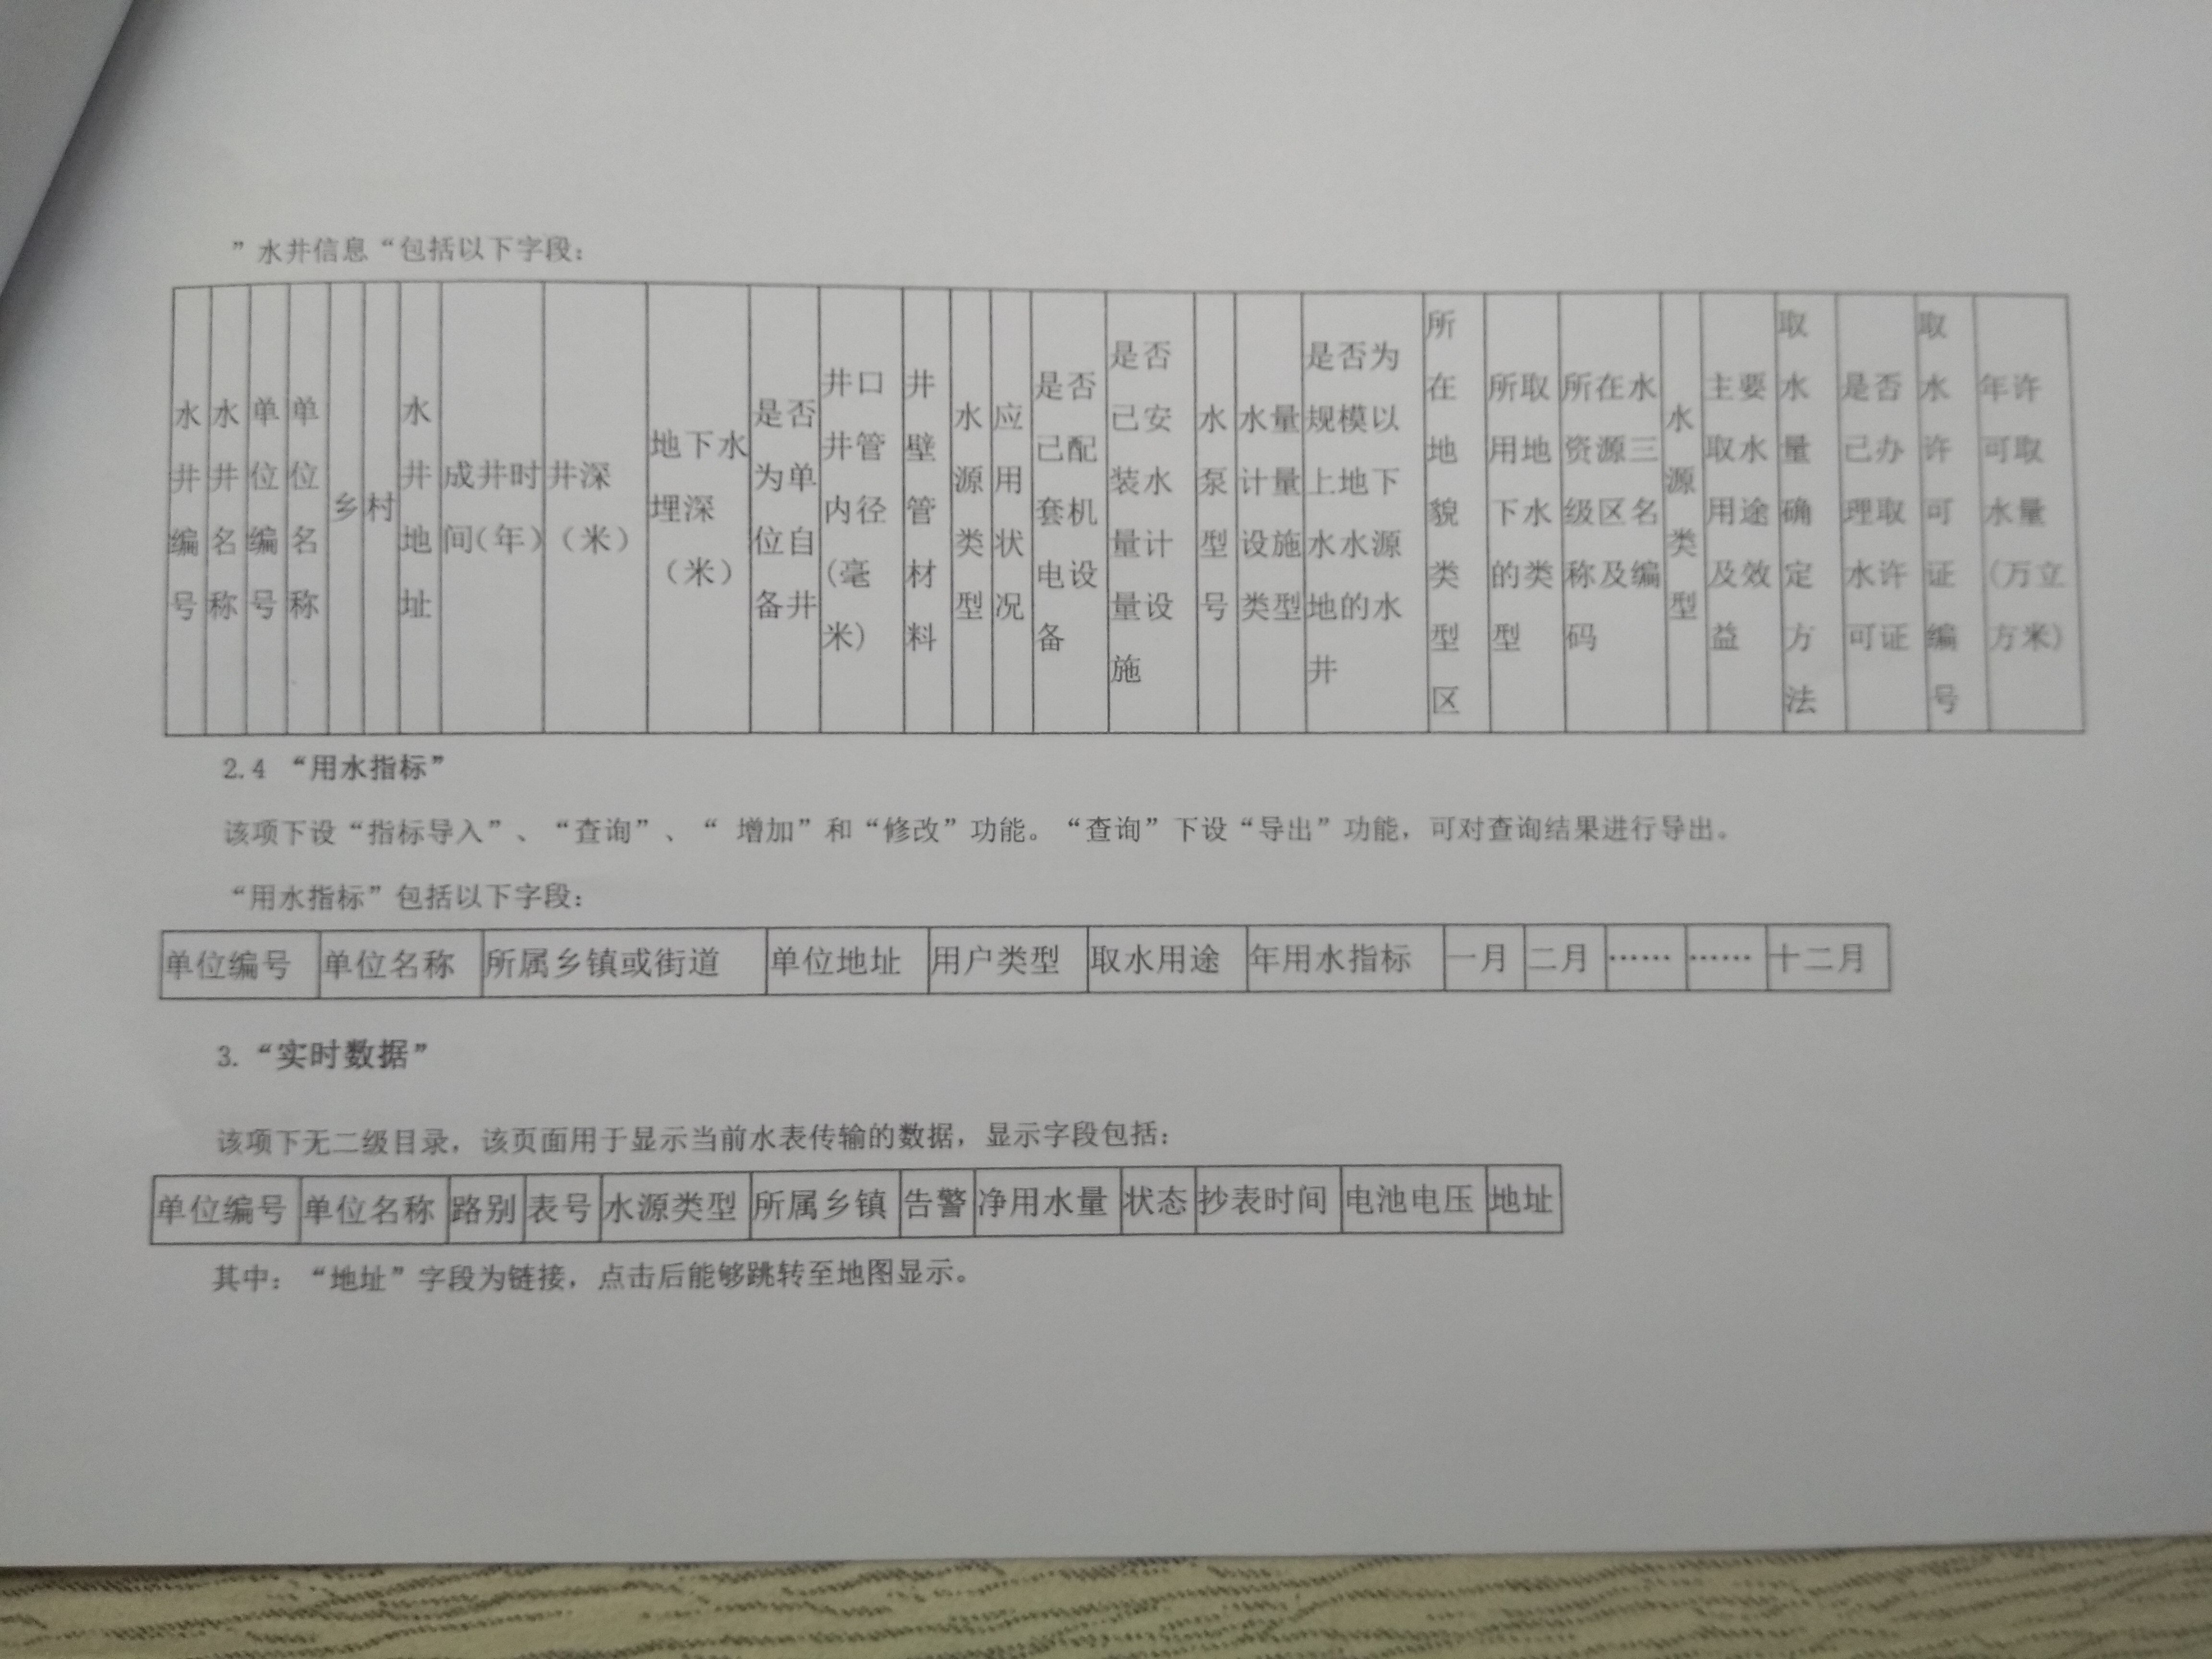 ”水井信息“包括以下字段：
水井编号 水井名称 单位编号 单位名称 乡 村 水井地址 成井时间(年) 井深（米） 地下水埋深（米） 是否为单位自备井 井口井管内径(毫米) 井壁管材料 水源类型 应用状况 是否已配套机电设备 是否已安装水量计量设施 水泵型号 水量计量设施类型 是否为规模以上地下水水源地的水井 所在地貌类型区 所取用地下水的类型 所在水资源三级区名称及编码 水源类型 主要取水用途及效益 取水量确定方法 是否已办理取水许可证 取水许可证编号 年许可取水量(万立方米)
2.4 “用水指标”
该项下设“指标导入”、“查询”、“ 增加”和“修改”功能。“查询”下设“导出”功能，可对查询结果进行导出。
“用水指标”包括以下字段：
单位编号 单位名称 所属乡镇或街道 单位地址 用户类型 取水用途 年用水指标 一月 二月 …… …… 十二月
3.“实时数据”
该项下无二级目录，该页面用于显示当前水表传输的数据，显示字段包括：
单位编号 单位名称 路别 表号 水源类型 所属乡镇 告警 净用水量 状态 抄表时间 电池电压 地址
其中：“地址”字段为链接，点击后能够跳转至地图显示。